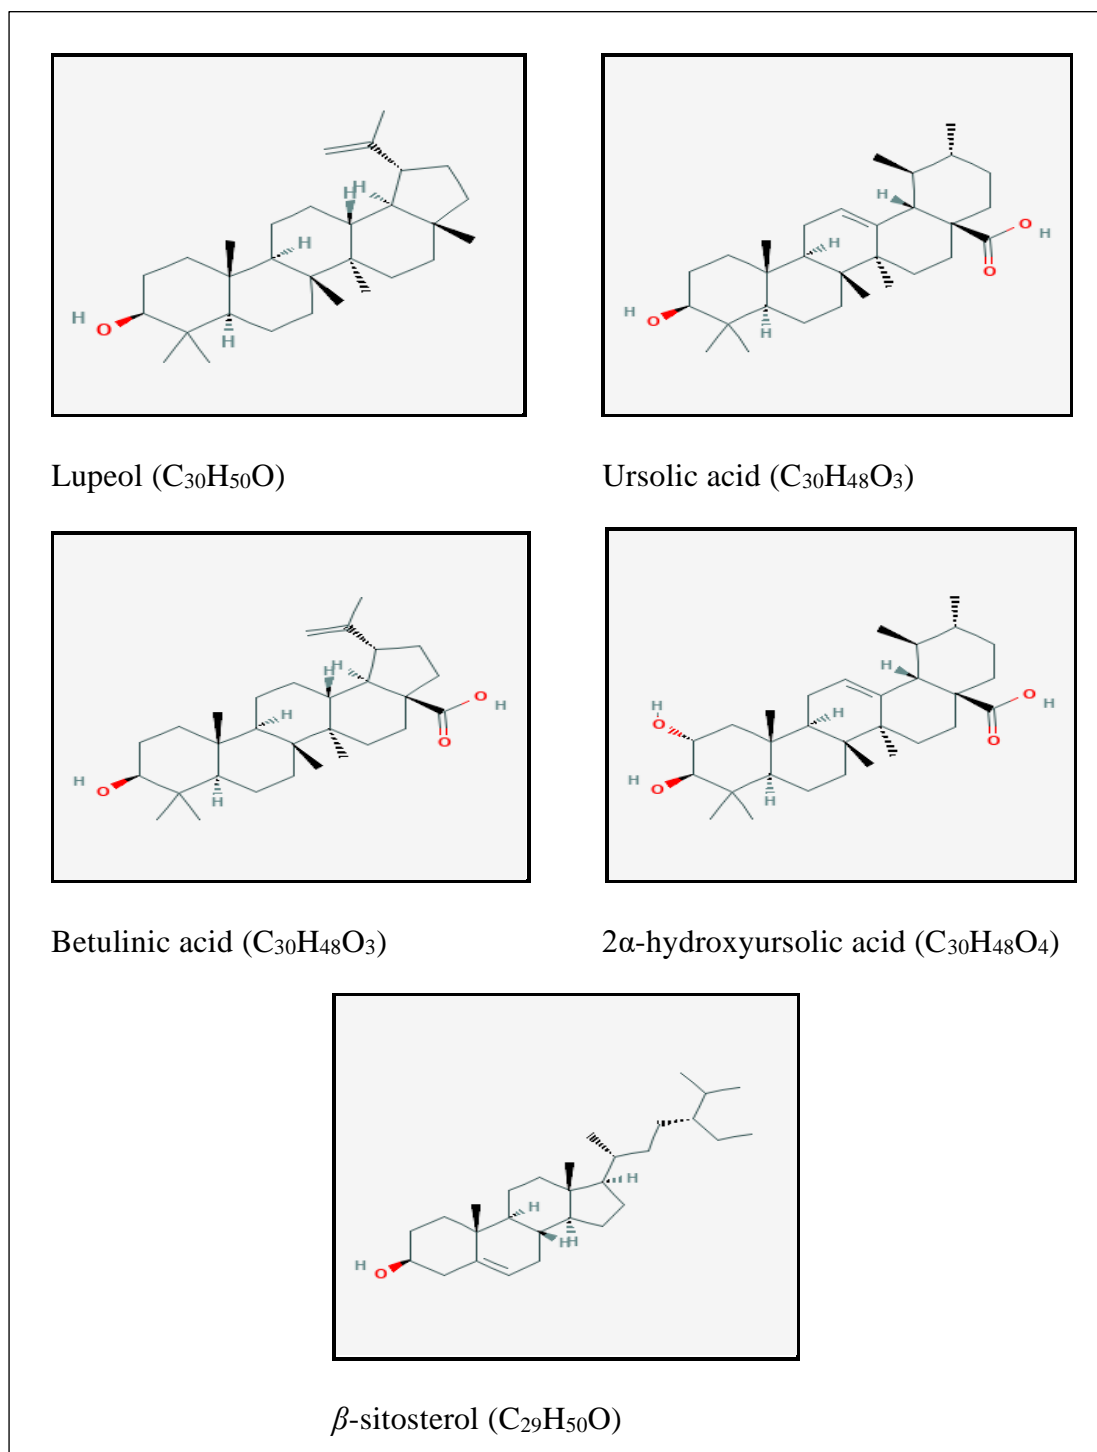 H
H
H
H
O
H
H
H
O
H
O
H
O
H
Lupeol (C₃₀H₅₀O)
Ursolic acid (C₃₀H₄₈O₃)
H
H
O
H
H
O
H
O
H
H
O
H
H
H
O
O
H
H
O
H
O
H
Betulinic acid (C₃₀H₄₈O₃)
2α-hydroxyursolic acid (C₃₀H₄₈O₄)
H
H
H
H
H
O
β-sitosterol (C₂₉H₅₀O)